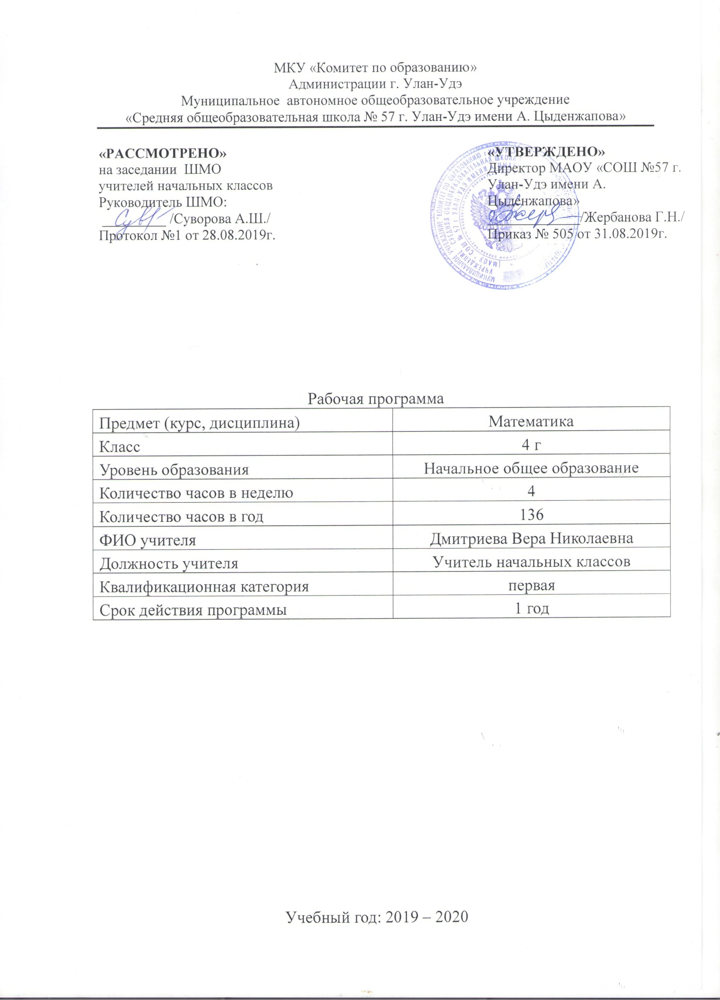 МКУ «Комитет по образованию»
Администрации г. Улан-Удэ
Муниципальное  автономное общеобразовательное учреждение
«Средняя общеобразовательная школа № 57 г. Улан-Удэ имени А. Цыденжапова»
«РАССМОТРЕНО»
на заседании  ШМО
учителей начальных классов
Руководитель ШМО:
_________ /Суворова А.Ш./
Протокол №1 от 28.08.2019г.
«УТВЕРЖДЕНО»
Директор МАОУ «СОШ №57 г.
Улан-Удэ имени А.
Цыденжапова»
_____________/Жербанова Г.Н./
Приказ № 505 от 31.08.2019г.
Рабочая программа
Предмет (курс, дисциплина) Математика
Класс 4 г
Уровень образования Начальное общее образование
Количество часов в неделю 4
Количество часов в год 136
ФИО учителя Дмитриева Вера Николаевна
Должность учителя Учитель начальных классов
Квалификационная категория первая
Срок действия программы 1 год
Учебный год: 2019 – 2020